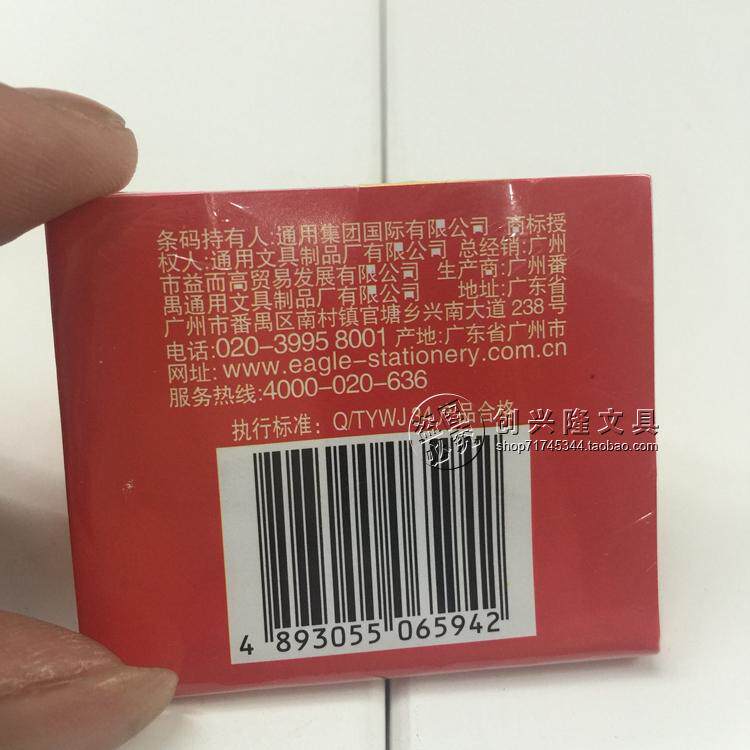 条码持有人:通用集团国际有限公司 商标授
权人:通用文具制品厂有限公司 总经销:广州
市益而高贸易发展有限公司 生产商:广州番
禺通用文具制品厂有限公司 地址:广东省
广州市番禺区南村镇官塘乡兴南大道238号
电话:020-3995 8001 产地:广东省广州市
网址: www.eagle-stationery.com.cn
服务热线:4000-020-636
执行标准: Q/TYWJ 品合格
创兴隆文具
shop71745344.taobao.com
4 893055 065942